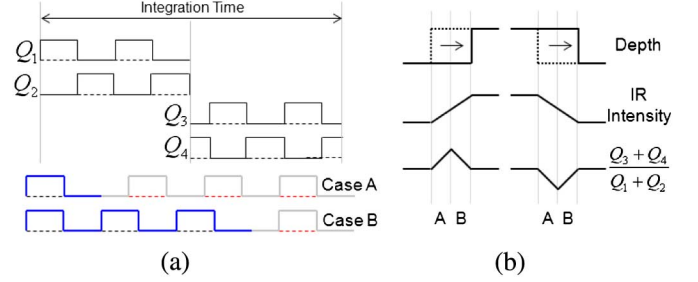 Integration Time
Q1
Q2
Q3
Q4
Case A
Case B
(a)
(b)
Depth
IR
Intensity
Q3 + Q4
Q1 + Q2
A B A B